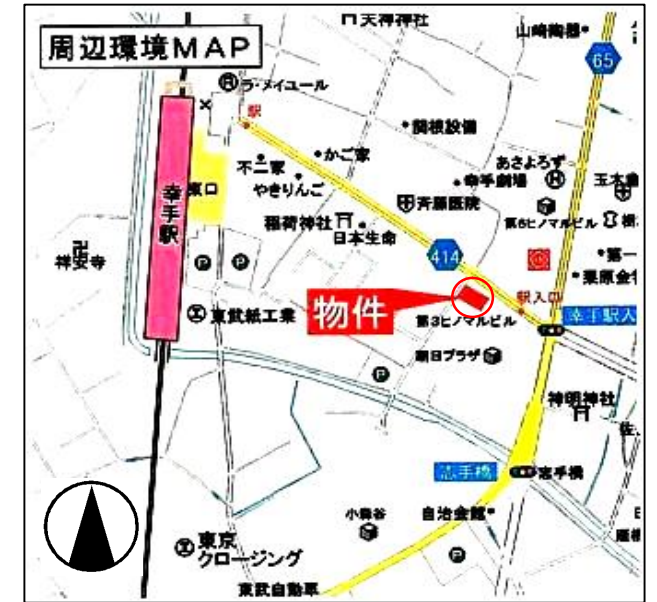 周辺環境MAP
天神神社
山崎陶器
65
ラ・メイユール
駅
関根設備
不二家
かご家
やきりんご
あさよろず
幸手劇場
斉藤医院
第6ヒノマルビル
幸手駅
東口
稲荷神社
日本生命
414
祥安寺
P
P
東武紙工業
物件
第3ヒノマルビル
駅入口
第一
栗原金
幸手駅入
朝日プラザ
P
神明神社
志手橋
志手橋
小森谷
自治会館
P
東京
クロージング
東武自動車